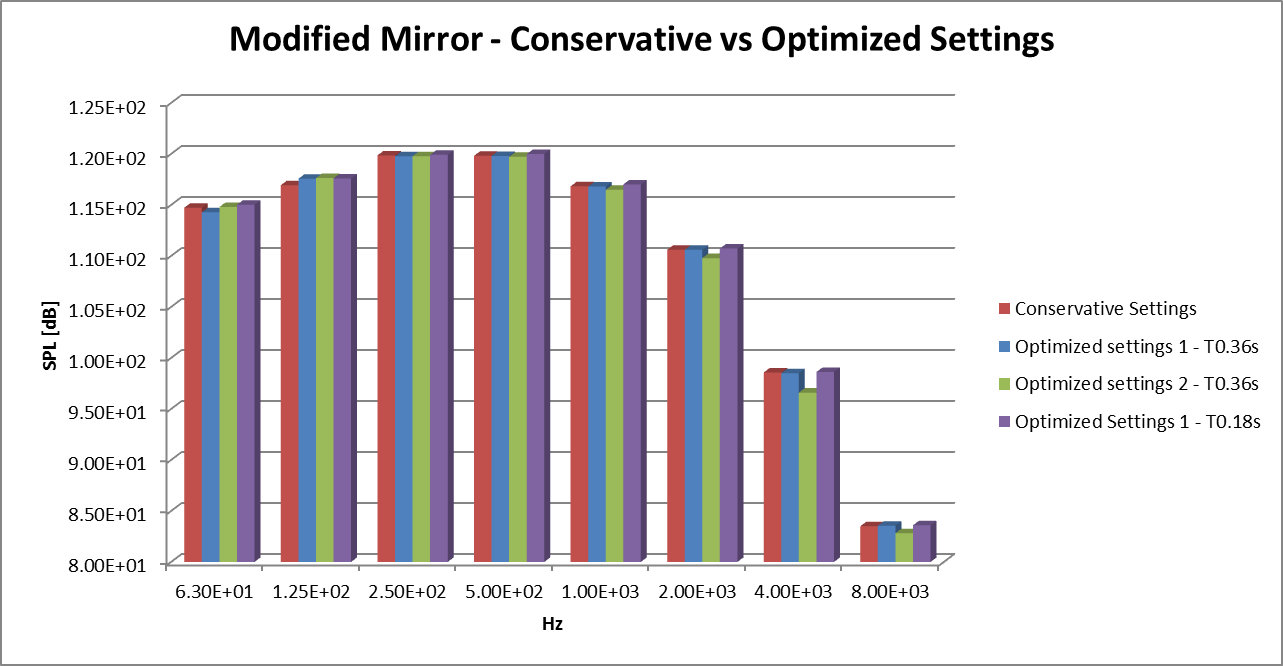 Modified Mirror - Conservative vs Optimized Settings
1.25E+02
1.20E+02
1.15E+02
1.10E+02
1.05E+02
1.00E+02
9.50E+01
9.00E+01
8.50E+01
8.00E+01
SPL [dB]
6.30E+01 1.25E+02 2.50E+02 5.00E+02 1.00E+03 2.00E+03 4.00E+03 8.00E+03
Hz
Conservative Settings
Optimized settings 1 - T0.36s
Optimized settings 2 - T0.36s
Optimized Settings 1 - T0.18s